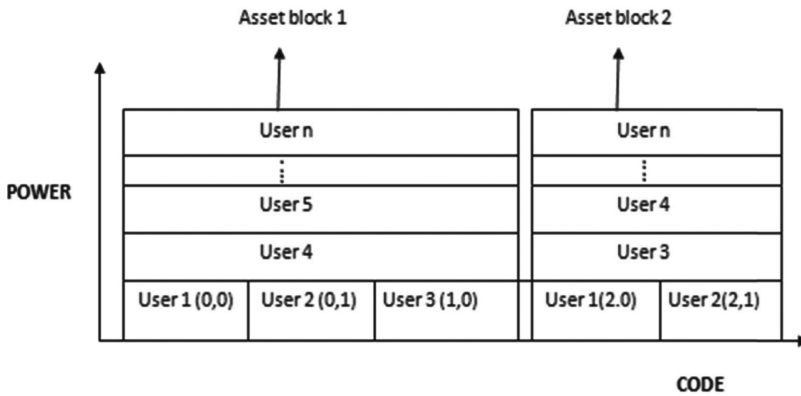 Asset block 1
Asset block 2
User n
User n
POWER
User 5
User 4
User 4
User 3
User 1 (0,0)
User 2 (0,1)
User 3 (1,0)
User 1(2.0)
User 2(2,1)
CODE